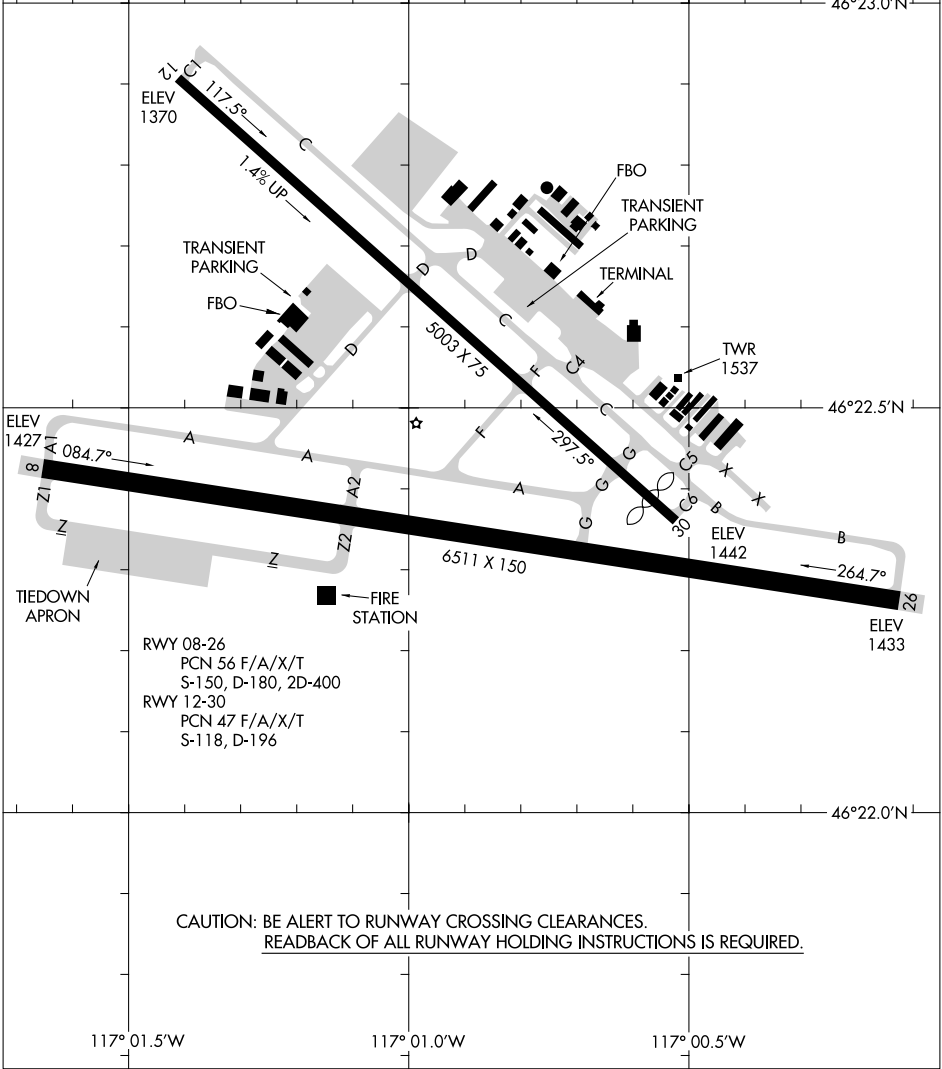 46°23.0'N
12
C1
ELEV
1370
117.5°
C
1.4% UP
FBO
TRANSIENT
PARKING
D
D
TERMINAL
TRANSIENT
PARKING
FBO
D
C
5003 X 75
F
C4
TWR
1537
46°22.5'N
ELEV
1427
A1
8
084.7°
A
A
F
C
297.5°
G
G
G
C5
X
X
C6
30
B
ELEV
1442
B
A
A2
Z1
Z
Z2
Z
6511 X 150
264.7°
26
ELEV
1433
TIEDOWN
APRON
FIRE
STATION
RWY 08-26
PCN 56 F/A/X/T
S-150, D-180, 2D-400
RWY 12-30
PCN 47 F/A/X/T
S-118, D-196
46°22.0'N
CAUTION: BE ALERT TO RUNWAY CROSSING CLEARANCES.
READBACK OF ALL RUNWAY HOLDING INSTRUCTIONS IS REQUIRED.
117°01.5'W
117°01.0'W
117°00.5'W